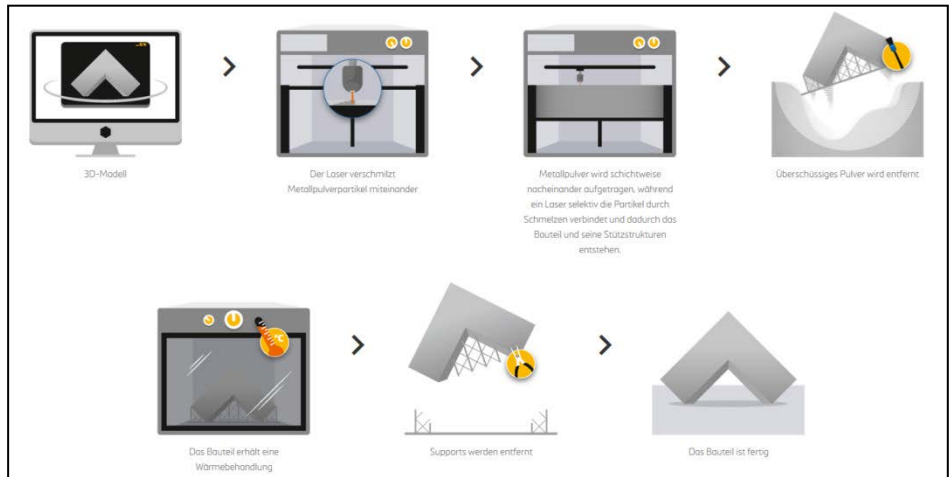 3D-Modell
Der Laser verschmilzt
Metallpulverpartikel miteinander
Metallpulver wird schichtweise
nacheinander aufgetragen, während
ein Laser selektiv die Partikel durch
Schmelzen verbindet und dadurch das
Bauteil und seine Stützstrukturen
entstehen.
Überschüssiges Pulver wird entfernt
°C
Das Bauteil erhält eine
Wärmebehandlung
Supports werden entfernt
Das Bauteil ist fertig